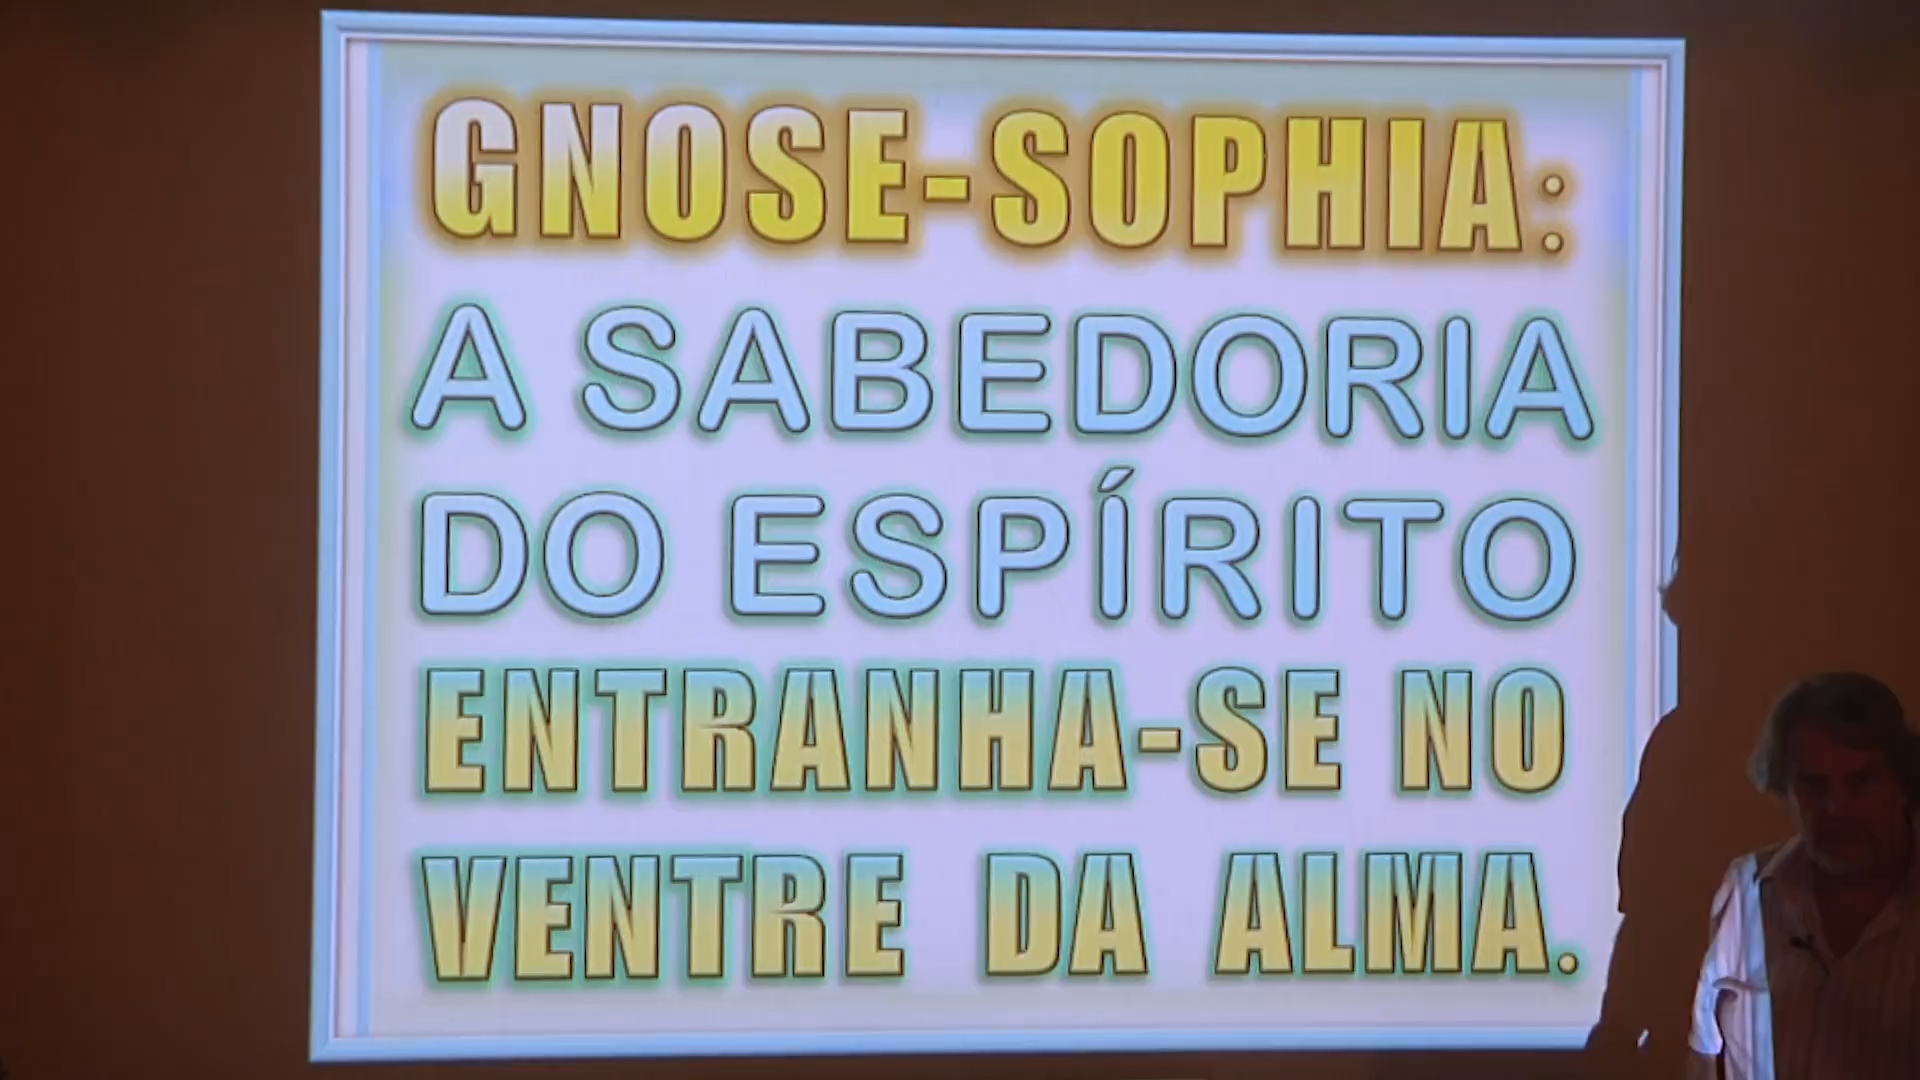 GNOSE-SOPHIA:
A SABEDORIA
DO ESPÍRITO
ENTRANHA-SE NO
VENTRE DA ALMA.